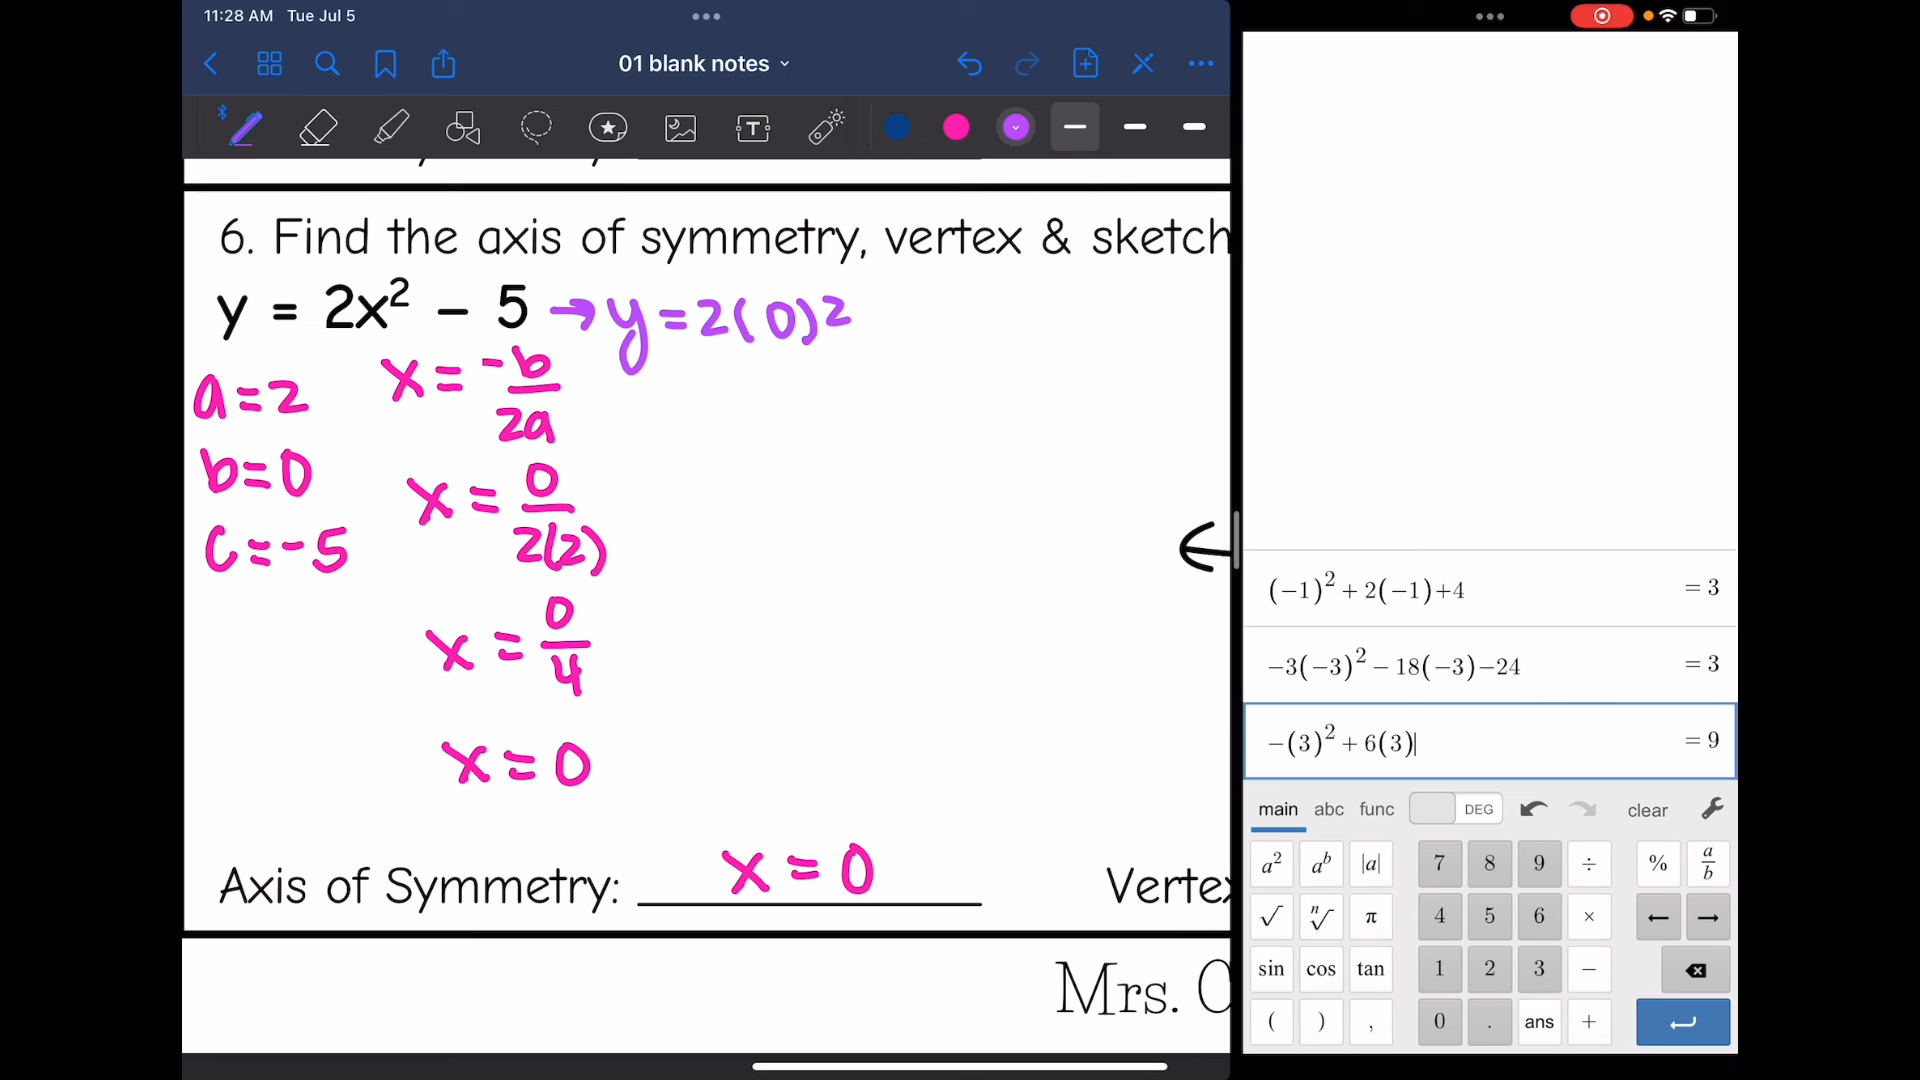 11:28 AM Tue Jul 5
01 blank notes
6. Find the axis of symmetry, vertex & sketch
y = 2x² - 5 → y = 2(0)2
a = 2
b = 0
c = -5
x = -b/2a
x = 0/2(2)
x = 0/4
x = 0
Axis of Symmetry: x = 0
Vertex
Mrs.
(−1)² + 2(−1)+4 = 3
−3(−3)² − 18(−3)−24 = 3
−(3)² + 6(3) = 9
main abc func DEG clear
a² aᵇ |a| 7 8 9 ÷ % a/b
√ ⁿ√ π 4 5 6 × ← →
sin cos tan 1 2 3 −
( ) , 0 . ans +